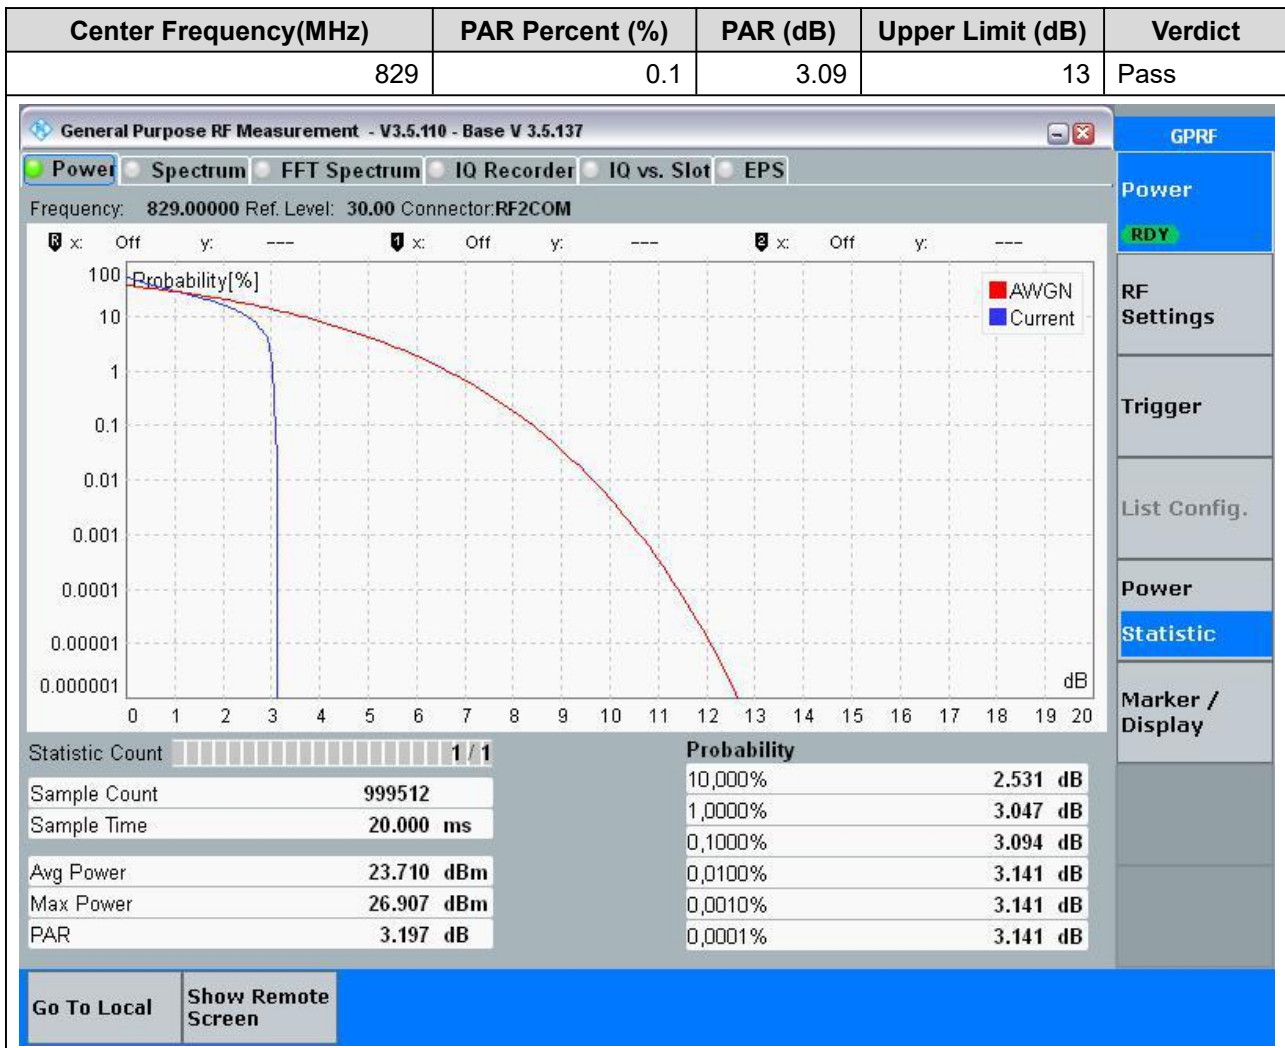 Center Frequency(MHz) PAR Percent (%) PAR (dB) Upper Limit (dB) Verdict
829 0.1 3.09 13 Pass
General Purpose RF Measurement - V3.5.110 - Base V 3.5.137
GPRF
Power Spectrum FFT Spectrum IQ Recorder IQ vs. Slot EPS
Power
RDY
Frequency: 829.00000 Ref. Level: 30.00 Connector:RF2COM
R x: Off y: --- 1 x: Off y: --- 2 x: Off y: ---
Probability[%]
AWGN
Current
100
10
1
0.1
0.01
0.001
0.0001
0.00001
0.000001
dB
0 1 2 3 4 5 6 7 8 9 10 11 12 13 14 15 16 17 18 19 20
RF
Settings
Trigger
List Config.
Power
Statistic
Marker /
Display
Statistic Count 1 / 1
Sample Count 999512
Sample Time 20.000 ms
Avg Power 23.710 dBm
Max Power 26.907 dBm
PAR 3.197 dB
Probability
10,000% 2.531 dB
1,0000% 3.047 dB
0,1000% 3.094 dB
0,0100% 3.141 dB
0,0010% 3.141 dB
0,0001% 3.141 dB
Go To Local
Show Remote
Screen